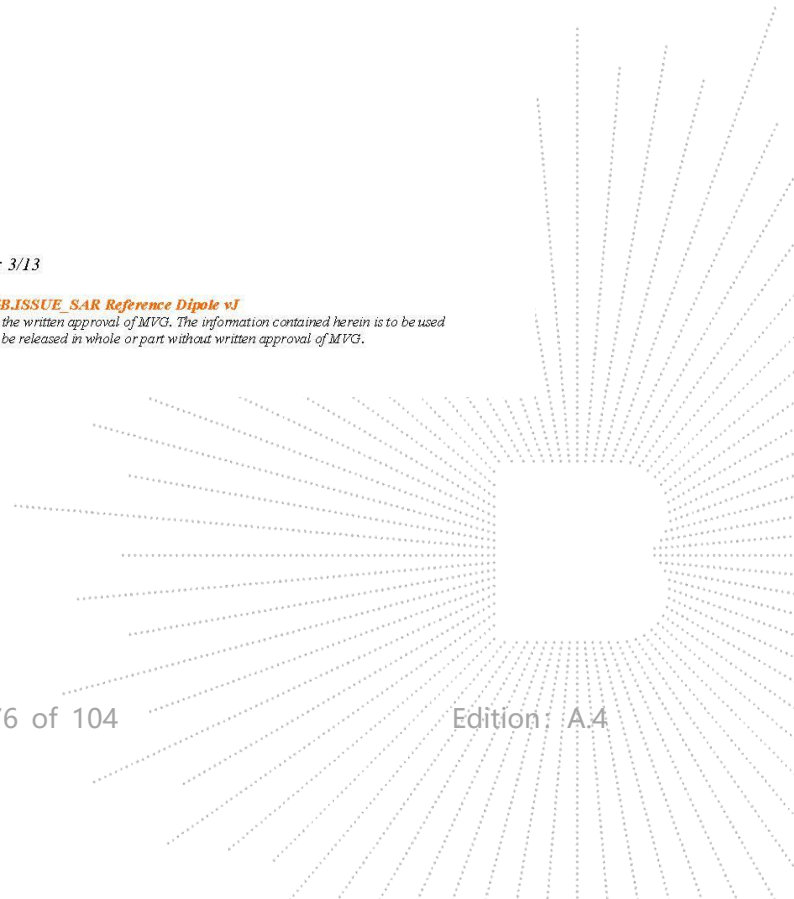 : 3/13
B.ISSUE_SAR Reference Dipole vJ
the written approval of MVG. The information contained herein is to be used
be released in whole or part without written approval of MVG.
6 of 104 Edition: A.4